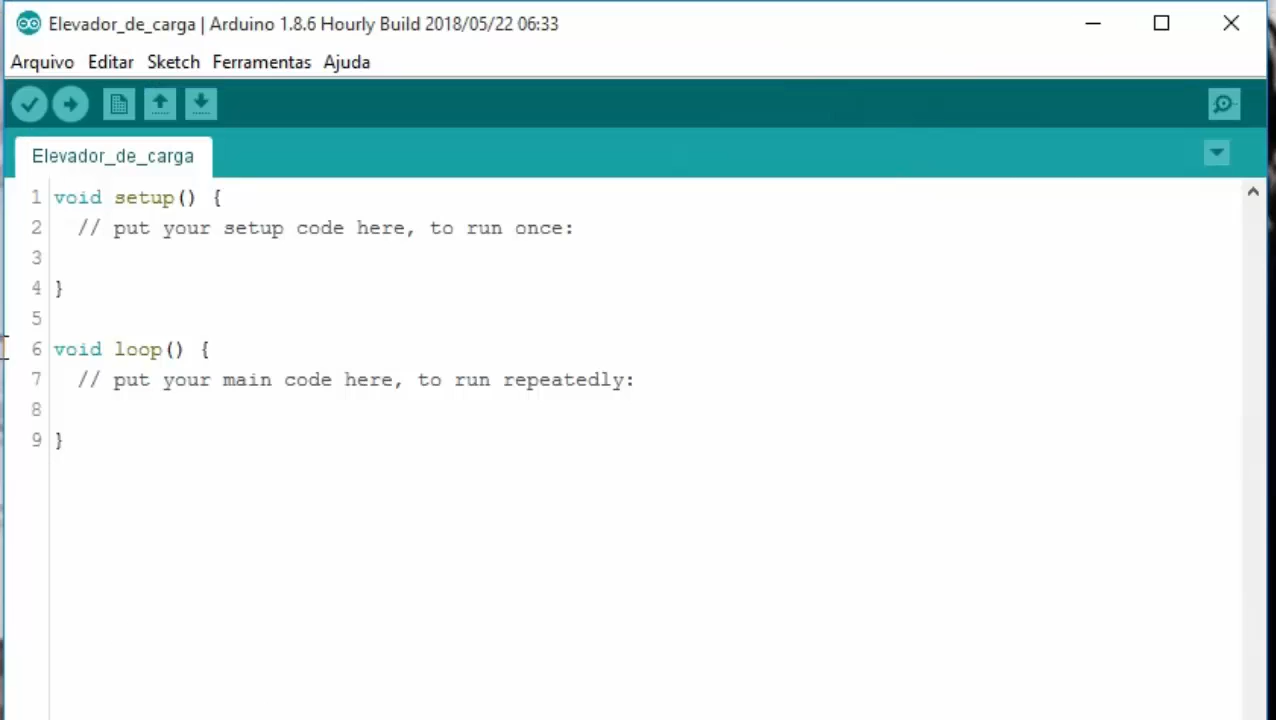 Elevador_de_carga | Arduino 1.8.6 Hourly Build 2018/05/22 06:33
Arquivo Editar Sketch Ferramentas Ajuda
Elevador_de_carga
1 void setup() {
2   // put your setup code here, to run once:
3
4 }
5
6 void loop() {
7   // put your main code here, to run repeatedly:
8
9 }